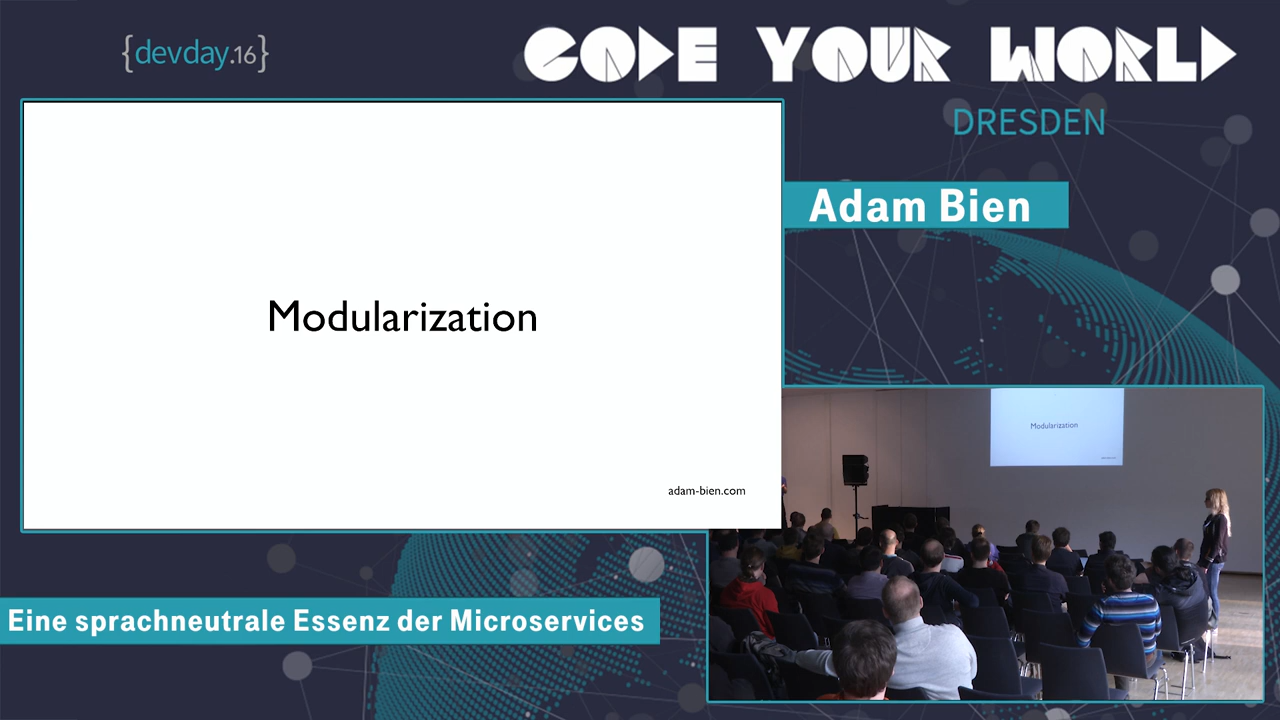 {devday.16}
CODE YOUR WORLD
DRESDEN
Adam Bien
Modularization
adam-bien.com
Modularization
Eine sprachneutrale Essenz der Microservices